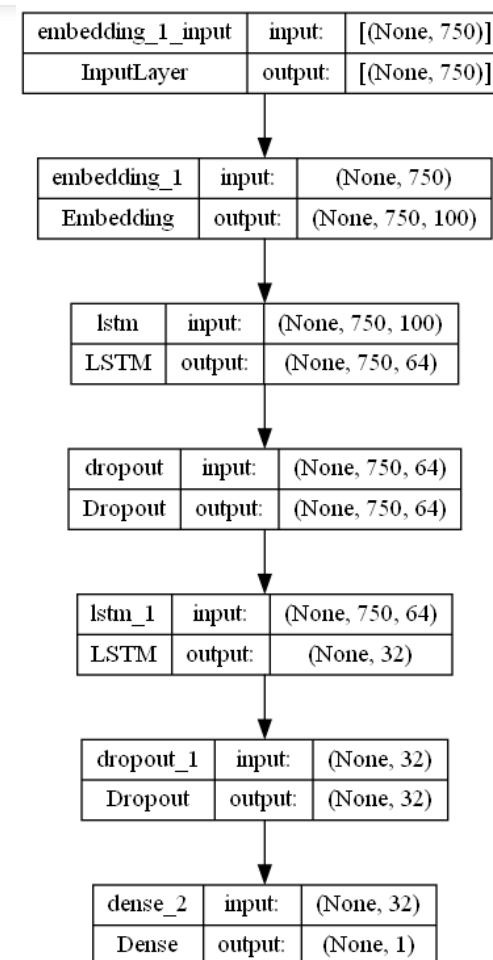 embedding_1_input input: [(None, 750)]
InputLayer output: [(None, 750)]
embedding_1 input: (None, 750)
Embedding output: (None, 750, 100)
lstm input: (None, 750, 100)
LSTM output: (None, 750, 64)
dropout input: (None, 750, 64)
Dropout output: (None, 750, 64)
lstm_1 input: (None, 750, 64)
LSTM output: (None, 32)
dropout_1 input: (None, 32)
Dropout output: (None, 32)
dense_2 input: (None, 32)
Dense output: (None, 1)